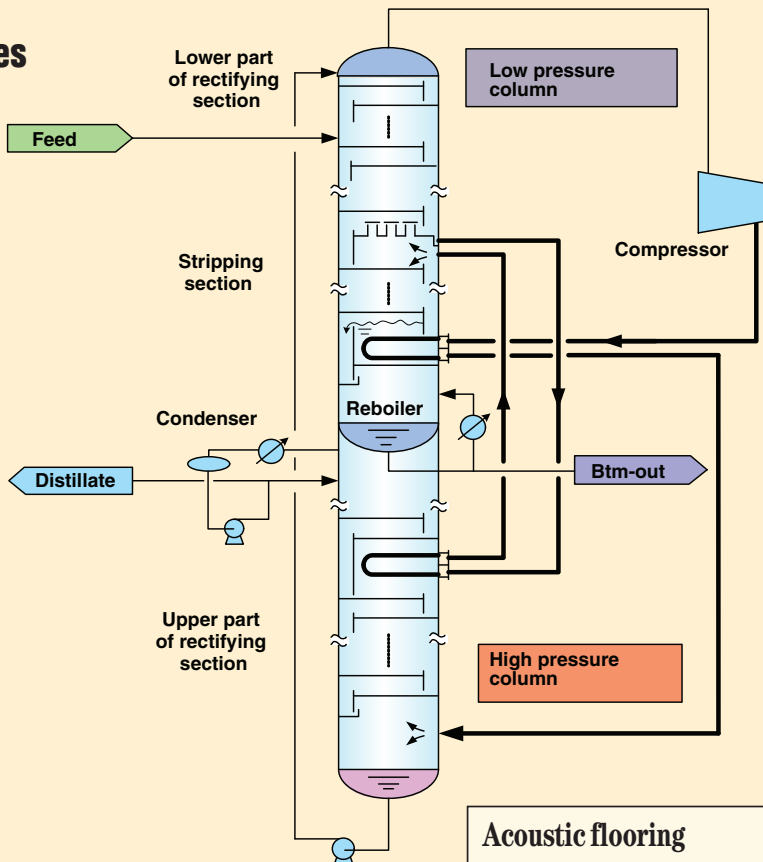 es
Lower part
of rectifying
section
Low pressure
column
Feed
Compressor
Stripping
section
Condenser
Reboiler
Distillate
Btm-out
Upper part
of rectifying
section
High pressure
column
Acoustic flooring